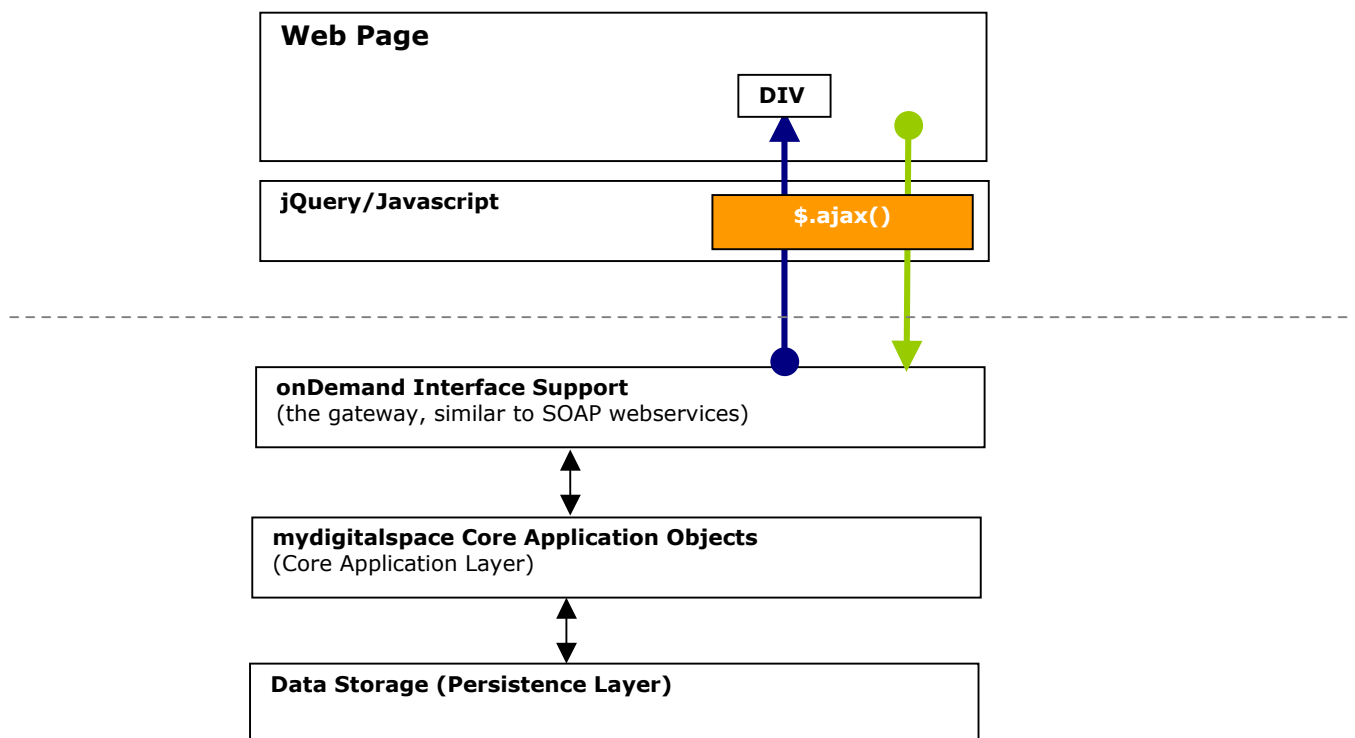 Web Page
DIV
jQuery/Javascript
$.ajax()
onDemand Interface Support
(the gateway, similar to SOAP webservices)
mydigitalspace Core Application Objects
(Core Application Layer)
Data Storage (Persistence Layer)